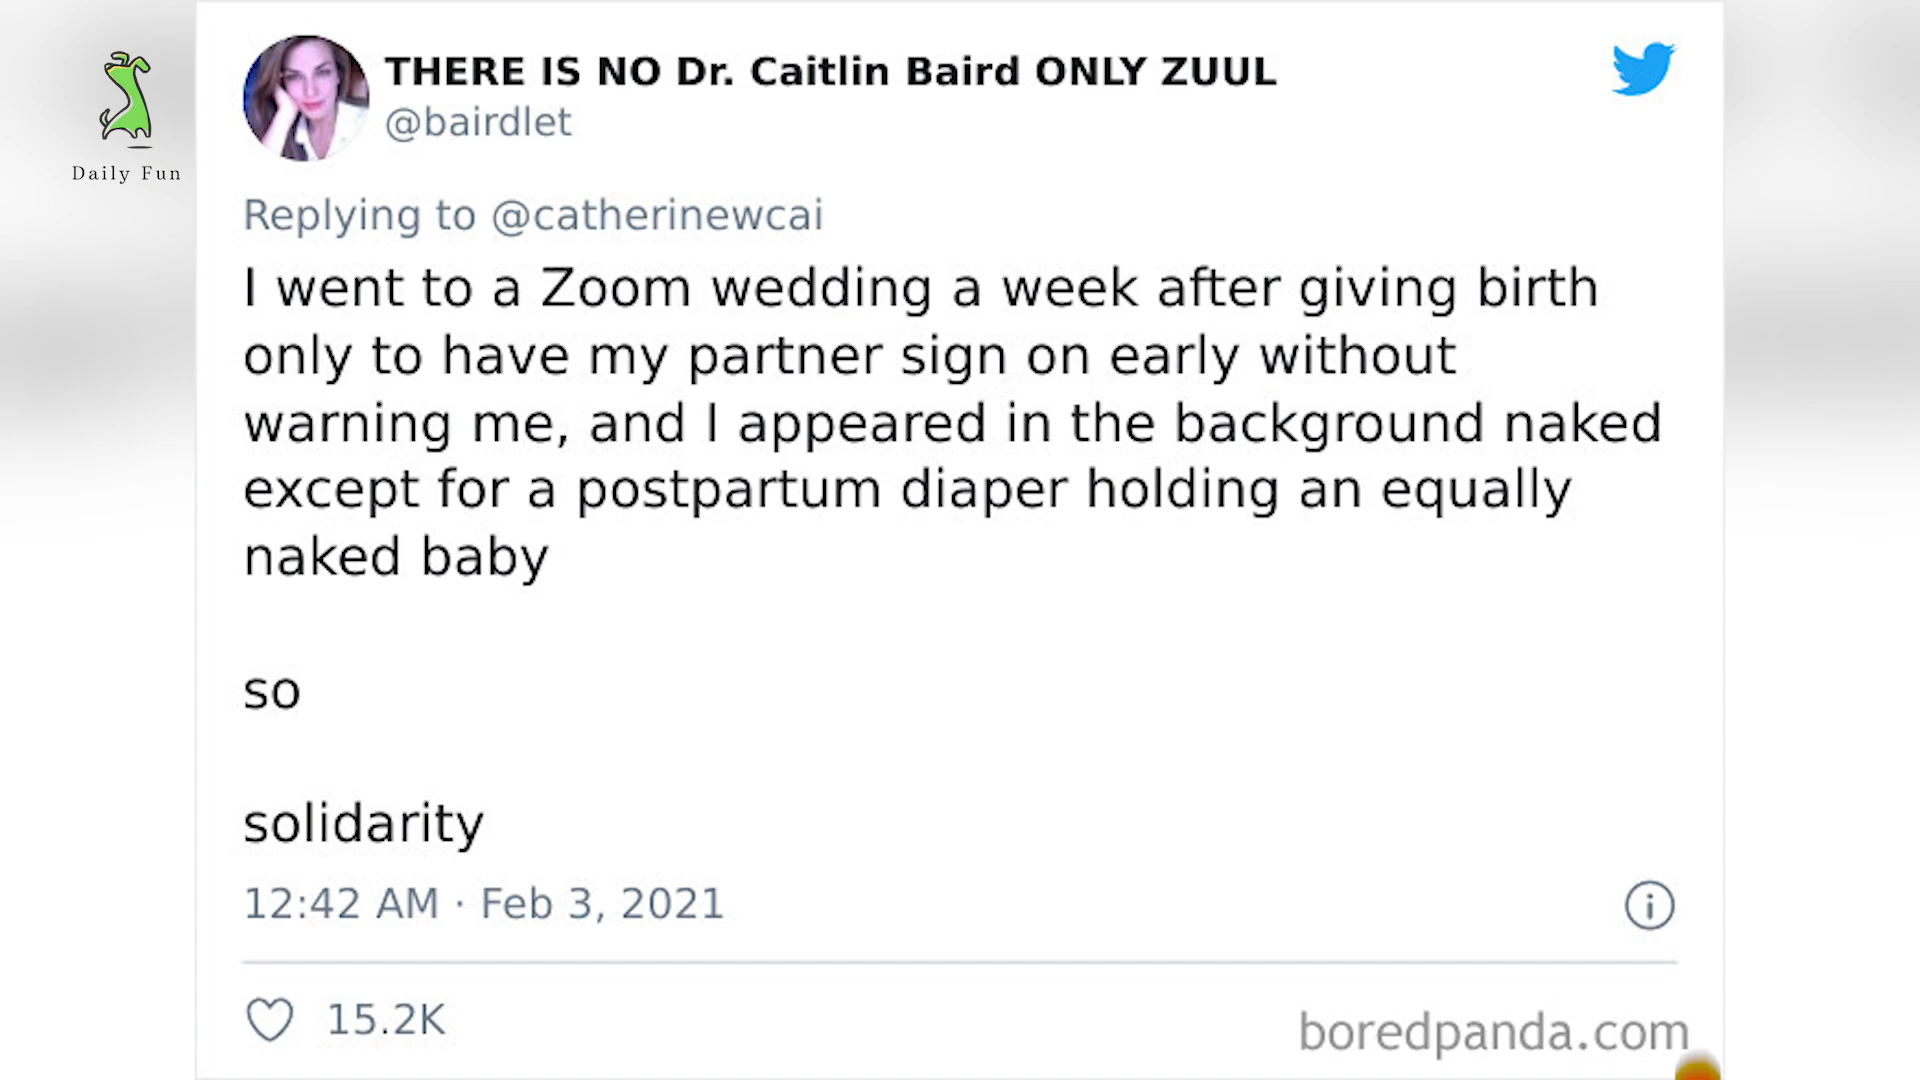 THERE IS NO Dr. Caitlin Baird ONLY ZUUL
@bairdlet
Daily Fun
Replying to @catherinewcai
I went to a Zoom wedding a week after giving birth
only to have my partner sign on early without
warning me, and I appeared in the background naked
except for a postpartum diaper holding an equally
naked baby
so
solidarity
12:42 AM · Feb 3, 2021
15.2K
boredpanda.com